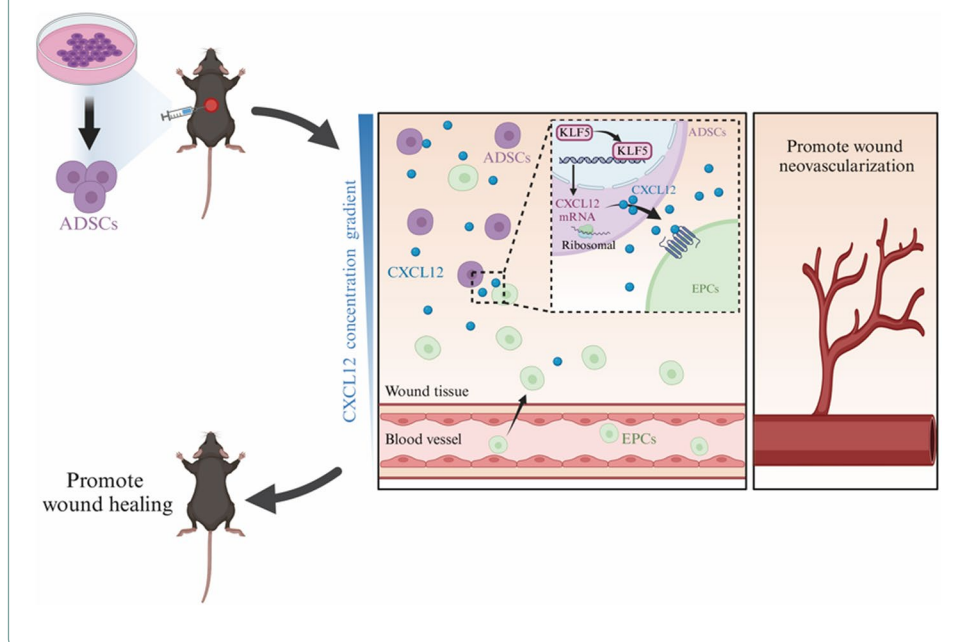 ADSCs
CXCL12 concentration gradient
ADSCs
CXCL12
KLF5
KLF5
ADSCs
CXCL12
CXCL12
mRNA
Ribosomal
EPCs
Wound tissue
Blood vessel
EPCs
Promote wound
neovascularization
Promote
wound healing